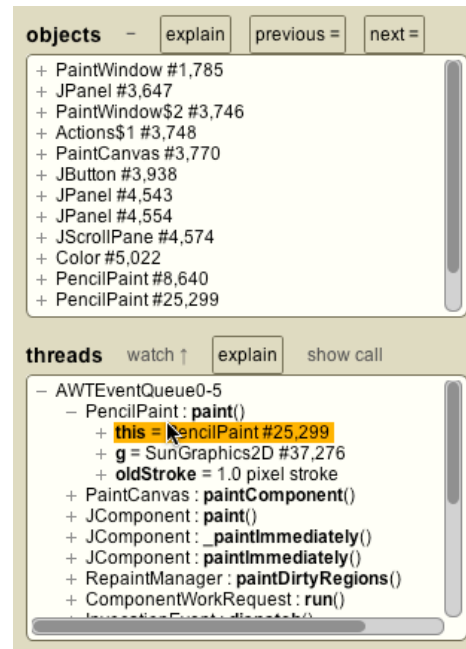 objects – explain previous = next =
+ PaintWindow #1,785
+ JPanel #3,647
+ PaintWindow$2 #3,746
+ Actions$1 #3,748
+ PaintCanvas #3,770
+ JButton #3,938
+ JPanel #4,543
+ JPanel #4,554
+ JScrollPane #4,574
+ Color #5,022
+ PencilPaint #8,640
+ PencilPaint #25,299
threads watch ↑ explain show call
– AWTEventQueue0-5
– PencilPaint : paint()
+ this = PencilPaint #25,299
+ g = SunGraphics2D #37,276
+ oldStroke = 1.0 pixel stroke
+ PaintCanvas : paintComponent()
+ JComponent : paint()
+ JComponent : _paintImmediately()
+ JComponent : paintImmediately()
+ RepaintManager : paintDirtyRegions()
+ ComponentWorkRequest : run()
+ InvocationEvent : dispatch()